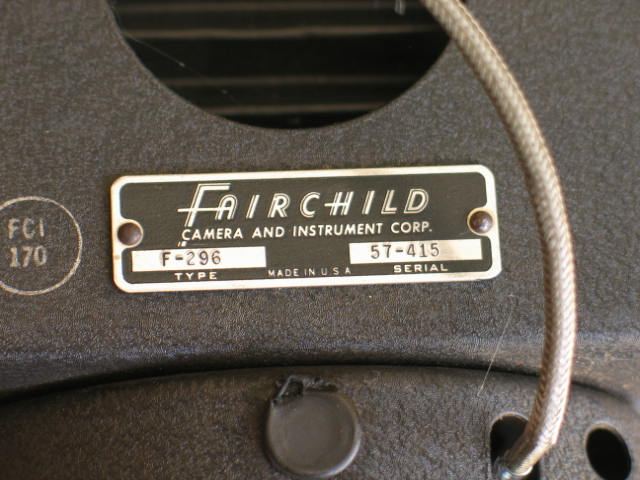 FAIRCHILD
CAMERA AND INSTRUMENT CORP.
F-296 57-415
TYPE MADE IN U.S.A SERIAL
FCI
170